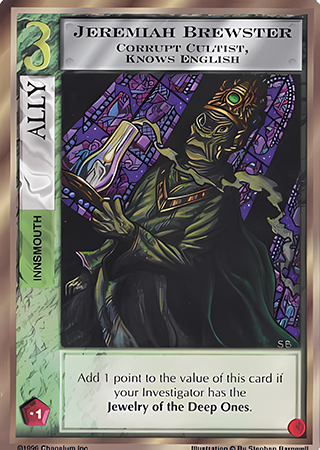 3
JEREMIAH BREWSTER
CORRUPT CULTIST,
KNOWS ENGLISH
ALLY
INNSMOUTH
SB
Add 1 point to the value of this card if
your Investigator has the
Jewelry of the Deep Ones.
-1
©1996 Chaosium Inc.
Illustration © By Stephen